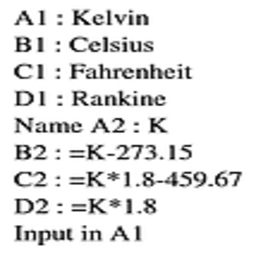 A1 : Kelvin
B1 : Celsius
C1 : Fahrenheit
D1 : Rankine
Name A2 : K
B2 : =K-273.15
C2 : =K*1.8-459.67
D2 : =K*1.8
Input in A1